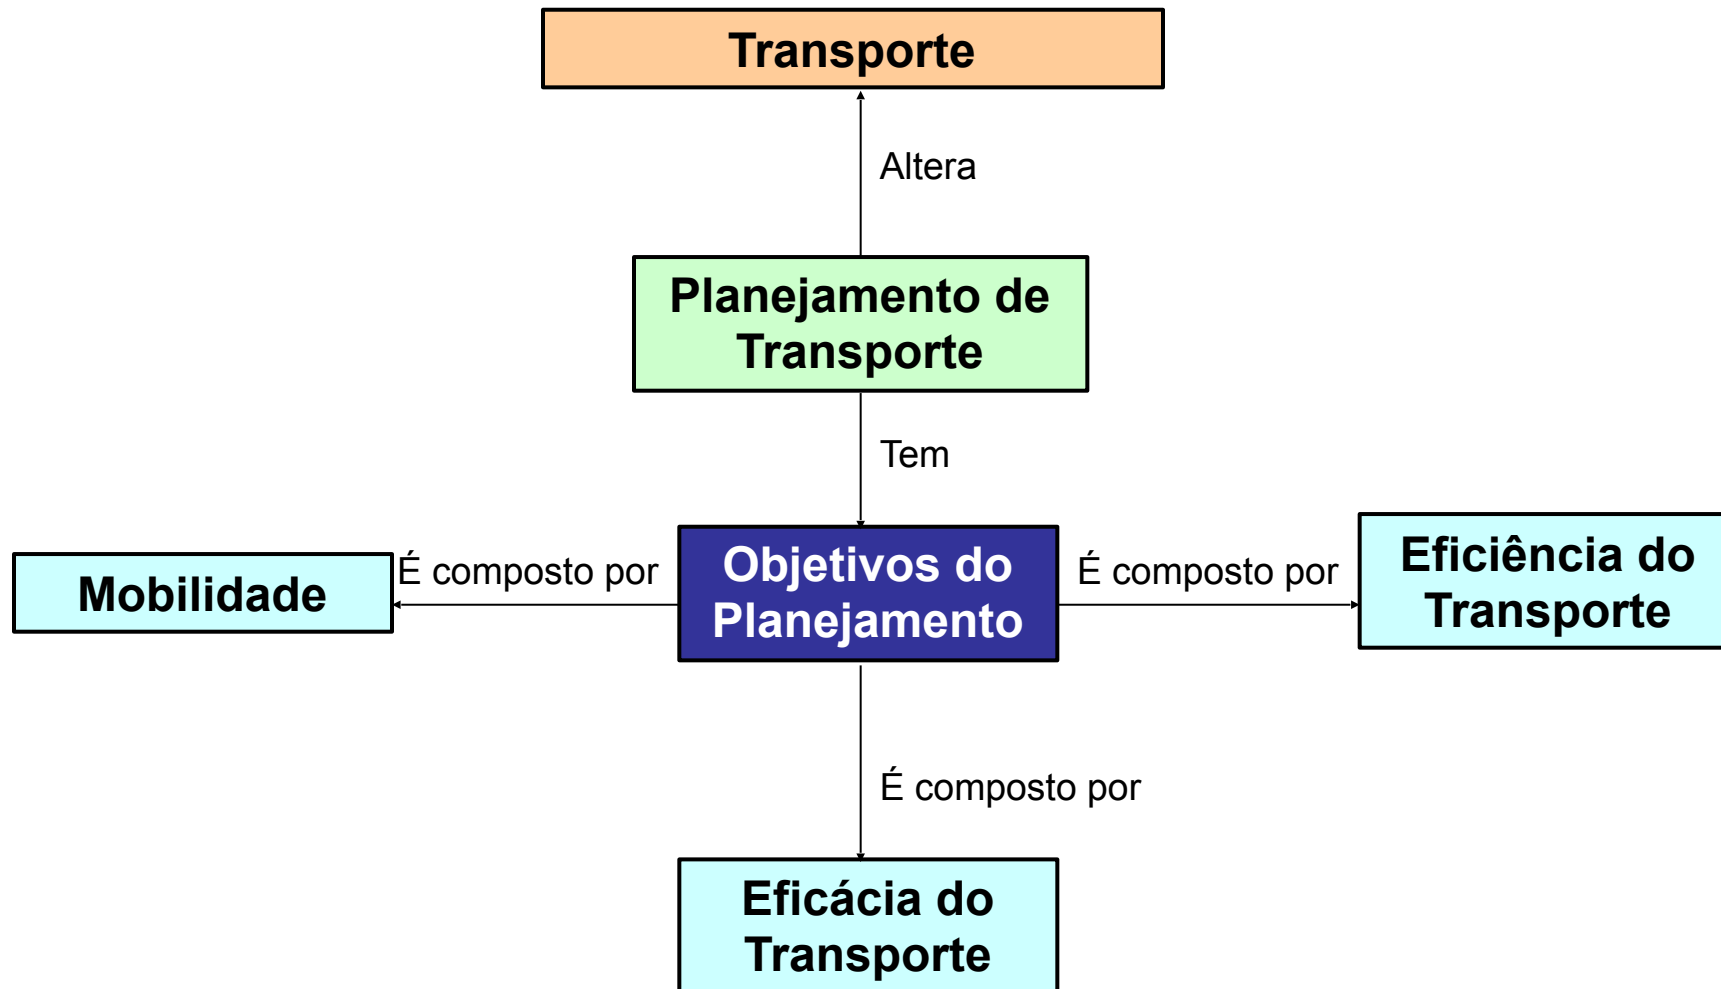 Transporte
Altera
Planejamento de
Transporte
Tem
Mobilidade
É composto por
Objetivos do
Planejamento
É composto por
Eficiência do
Transporte
É composto por
Eficácia do
Transporte